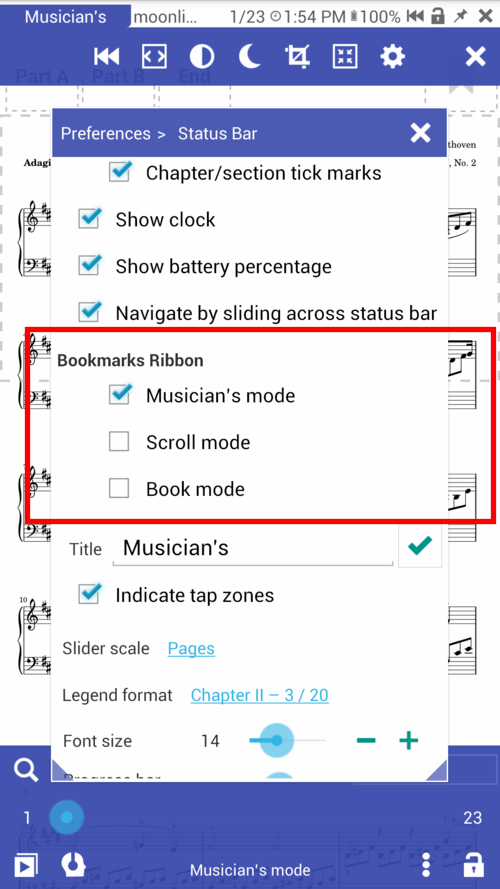 Musician's moonli... 1/23 1:54 PM 100%
Part A Part B End
Preferences > Status Bar
thoven
Adagi , No. 2
Chapter/section tick marks
Show clock
Show battery percentage
Navigate by sliding across status bar
Bookmarks Ribbon
Musician's mode
Scroll mode
Book mode
Title Musician's
Indicate tap zones
10
Slider scale Pages
Legend format Chapter II – 3 / 20
Font size 14
Progress bar
1 23
Musician's mode